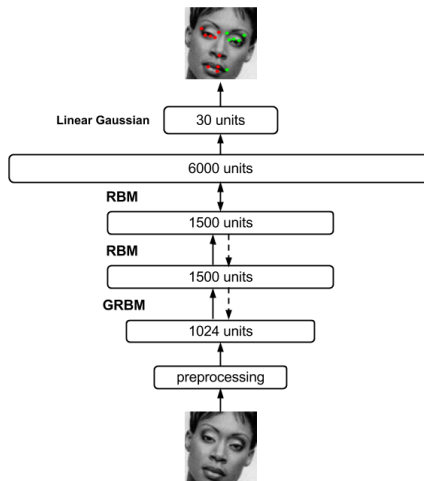 Linear Gaussian
30 units
6000 units
RBM
1500 units
RBM
1500 units
GRBM
1024 units
preprocessing